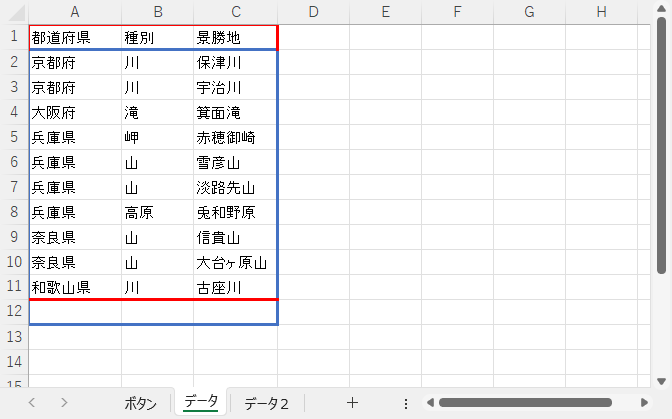 A B C D E F G H
1 都道府県 種別 景勝地
2 京都府 川 保津川
3 京都府 川 宇治川
4 大阪府 滝 箕面滝
5 兵庫県 岬 赤穂御崎
6 兵庫県 山 雪彦山
7 兵庫県 山 淡路先山
8 兵庫県 高原 兎和野原
9 奈良県 山 信貴山
10 奈良県 山 大台ヶ原山
11 和歌山県 川 古座川
12
13
14
15
ボタン データ データ2